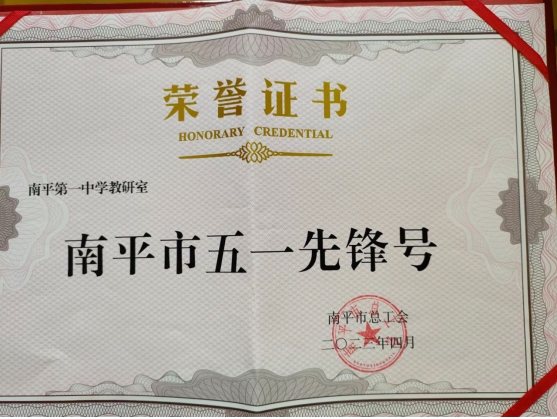 荣誉证书
HONORARY CREDENTIAL
南平第一中学教研室
南平市五一先锋号
南平市总工会
二〇二二年四月